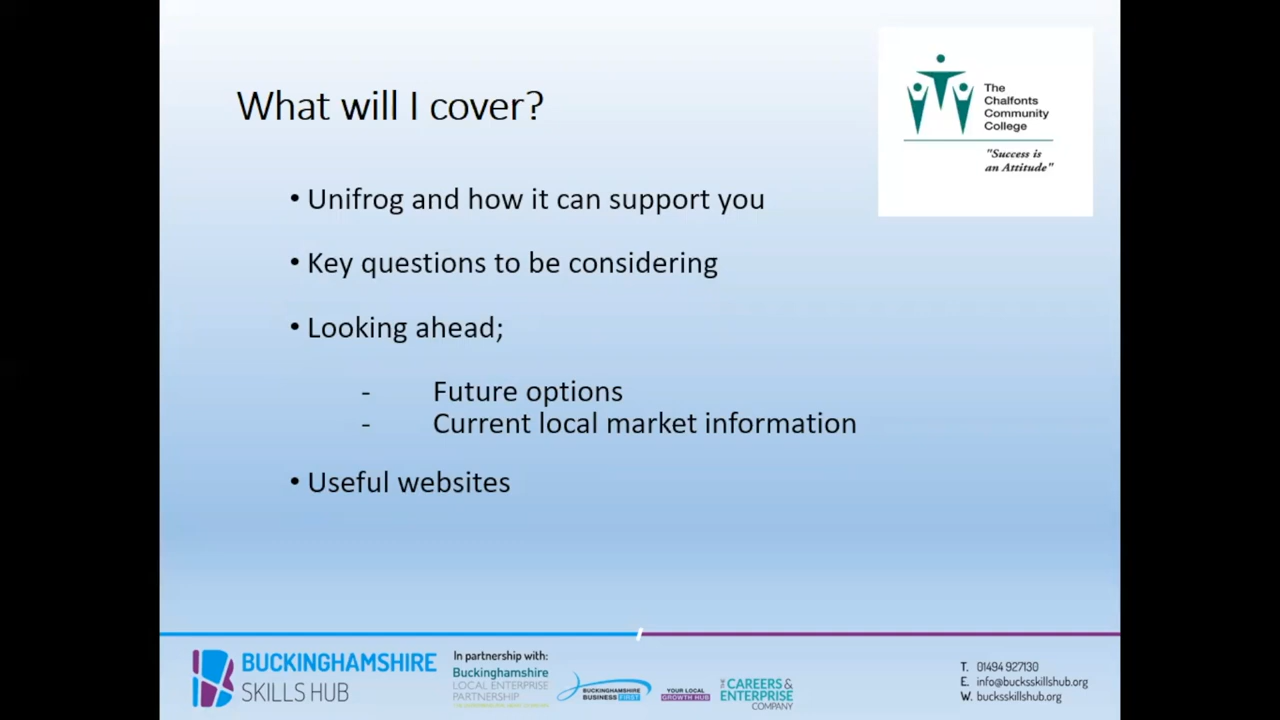 What will I cover?
The
Chalfonts
Community
College
"Success is
an Attitude"
• Unifrog and how it can support you
• Key questions to be considering
• Looking ahead;
- Future options
- Current local market information
• Useful websites
BUCKINGHAMSHIRE
SKILLS HUB
In partnership with:
Buckinghamshire
LOCAL ENTERPRISE
PARTNERSHIP
BUCKINGHAMSHIRE
BUSINESS FIRST
YOUR LOCAL
GROWTH HUB
THE CAREERS &
ENTERPRISE
COMPANY
T. 01494 927130
E. info@bucksskillshub.org
W. bucksskillshub.org